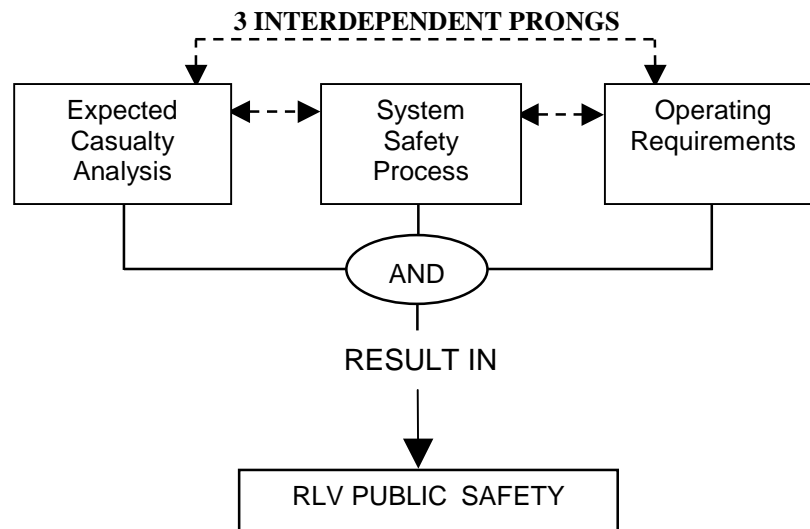 3 INTERDEPENDENT PRONGS
Expected
Casualty
Analysis
System
Safety
Process
Operating
Requirements
AND
RESULT IN
RLV PUBLIC SAFETY